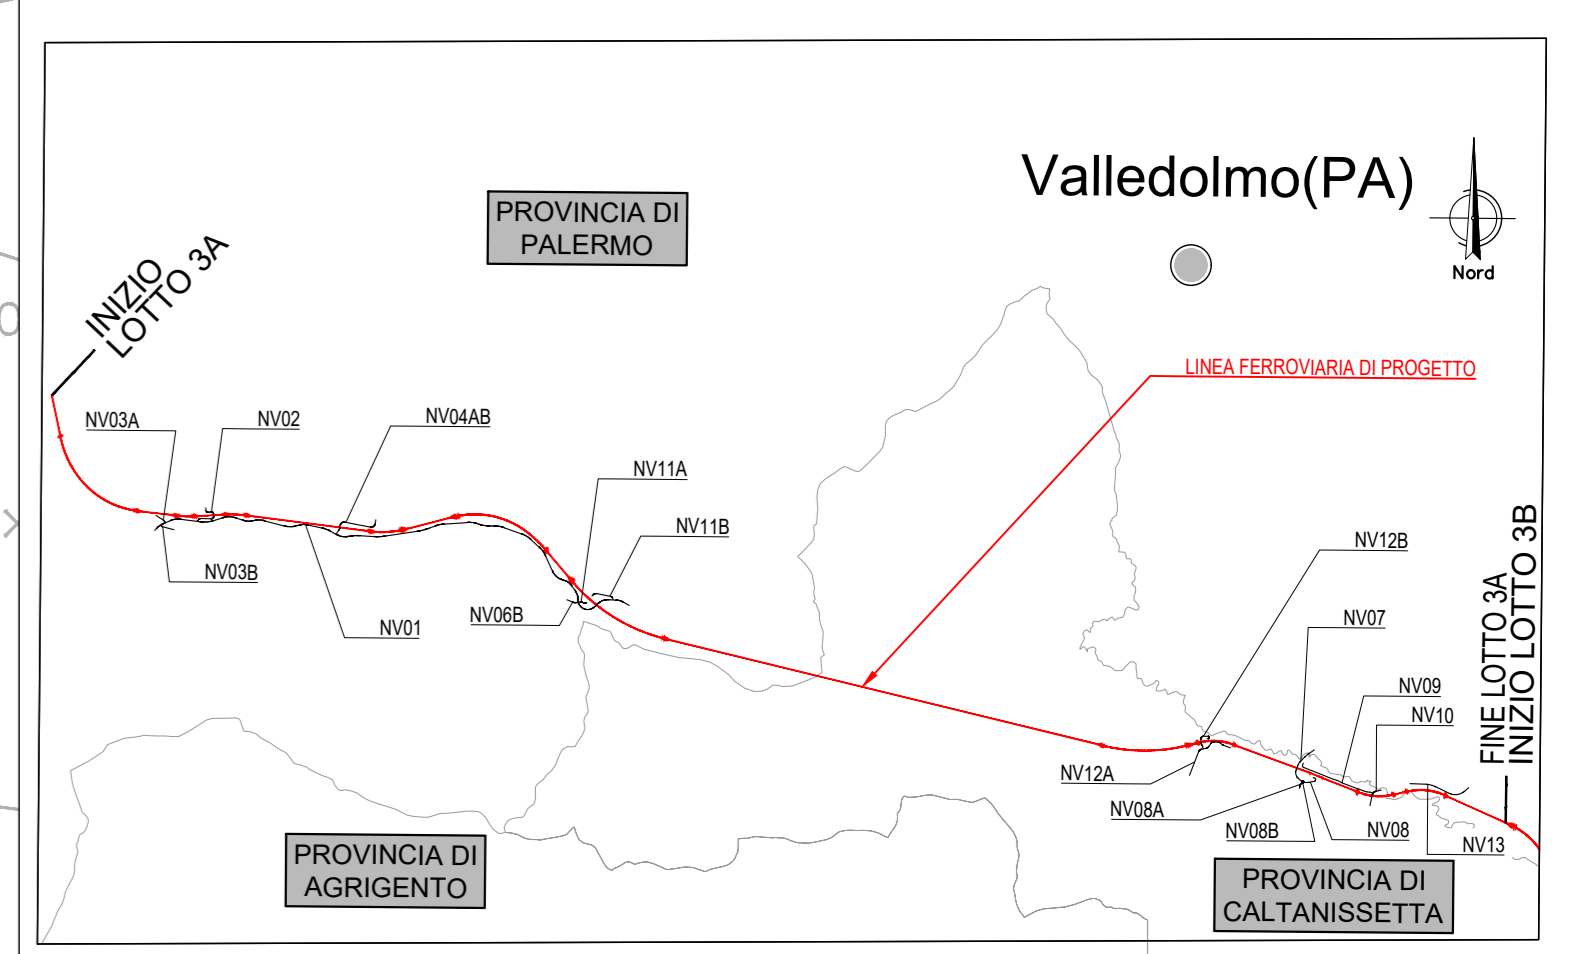 Valledolmo(PA)
Nord
PROVINCIA DI
PALERMO
INIZIO
LOTTO 3A
LINEA FERROVIARIA DI PROGETTO
NV03A
NV02
NV04AB
NV11A
NV11B
NV03B
NV01
NV06B
NV12B
NV07
NV09
NV10
NV12A
NV08A
NV08B
NV08
NV13
FINE LOTTO 3A
INIZIO LOTTO 3B
PROVINCIA DI
AGRIGENTO
PROVINCIA DI
CALTANISSETTA